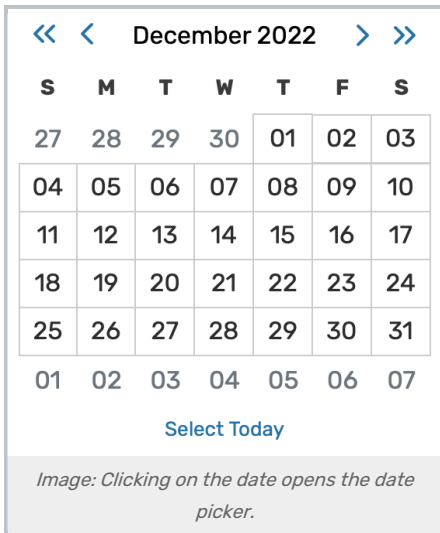 December 2022
S M T W T F S
27 28 29 30 01 02 03
04 05 06 07 08 09 10
11 12 13 14 15 16 17
18 19 20 21 22 23 24
25 26 27 28 29 30 31
01 02 03 04 05 06 07
Select Today
Image: Clicking on the date opens the date
picker.